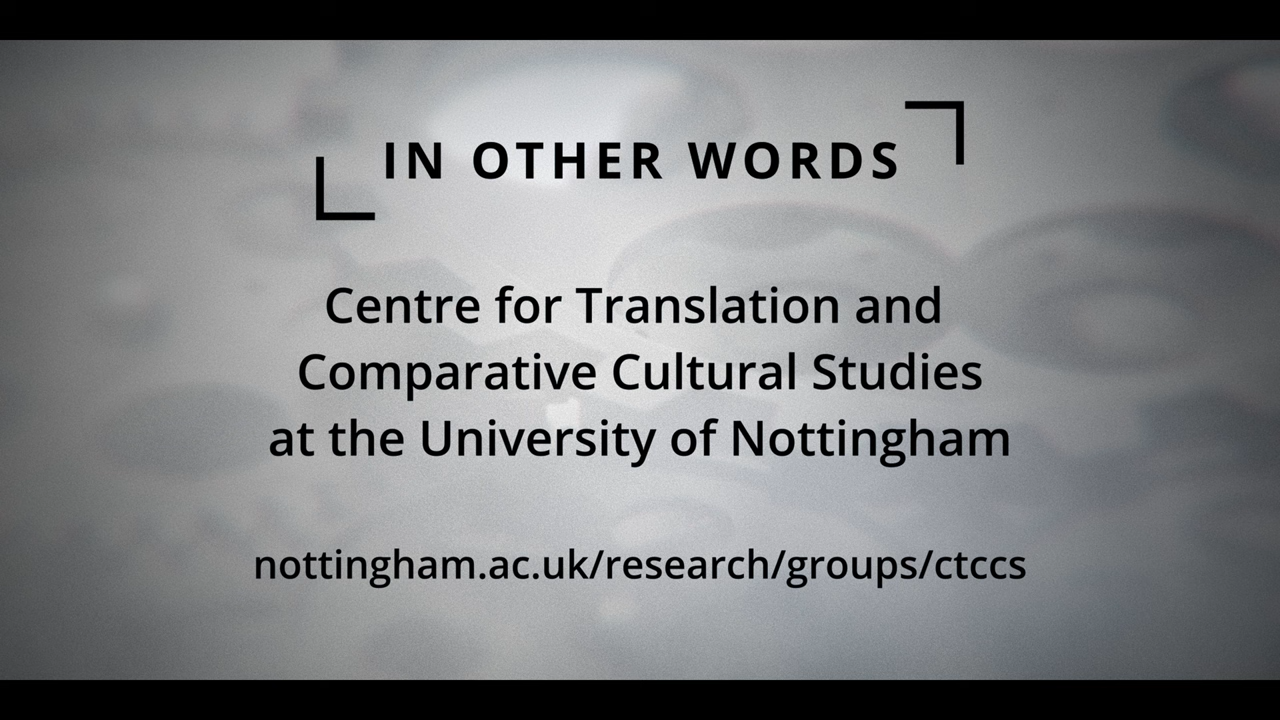 IN OTHER WORDS
Centre for Translation and
Comparative Cultural Studies
at the University of Nottingham
nottingham.ac.uk/research/groups/ctccs